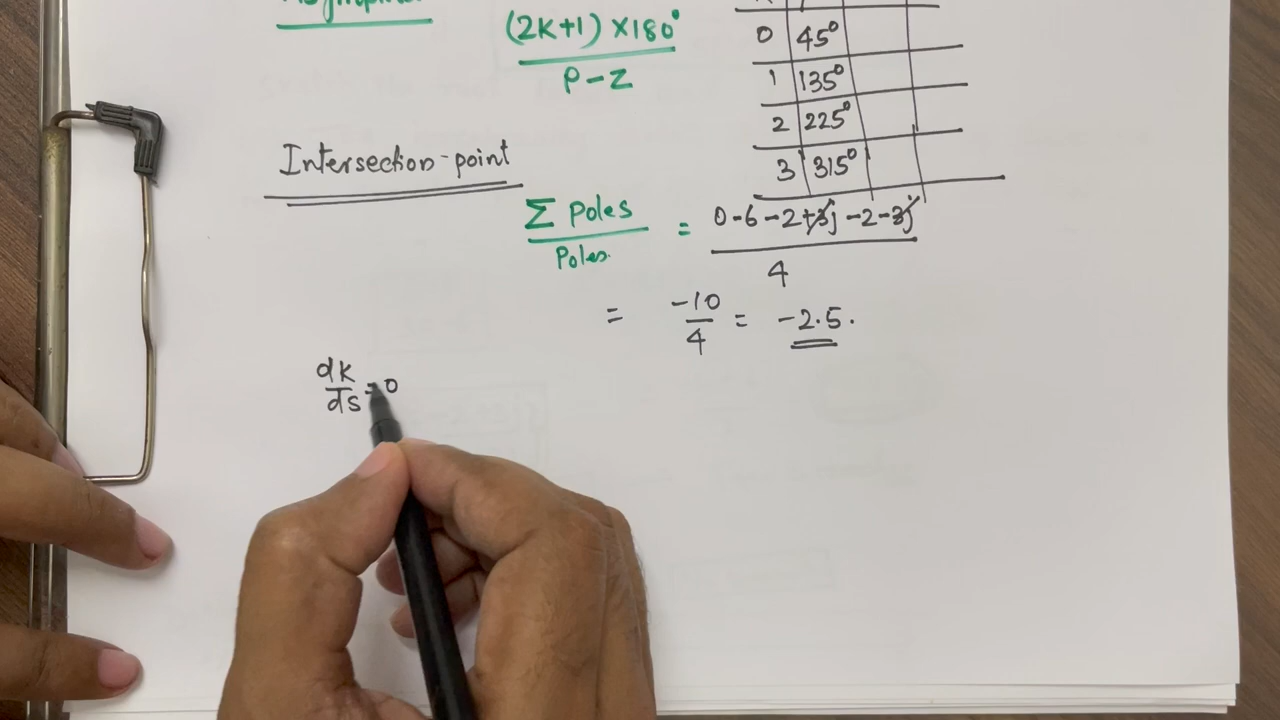 (2K+1) ×180°
P-Z
0 45°
1 135°
2 225°
3 315°
Intersection-point
Σ Poles
Poles.
= 0-6-2+3j-2-3j
4
= -10
4
= -2.5.
dK
ds
=0